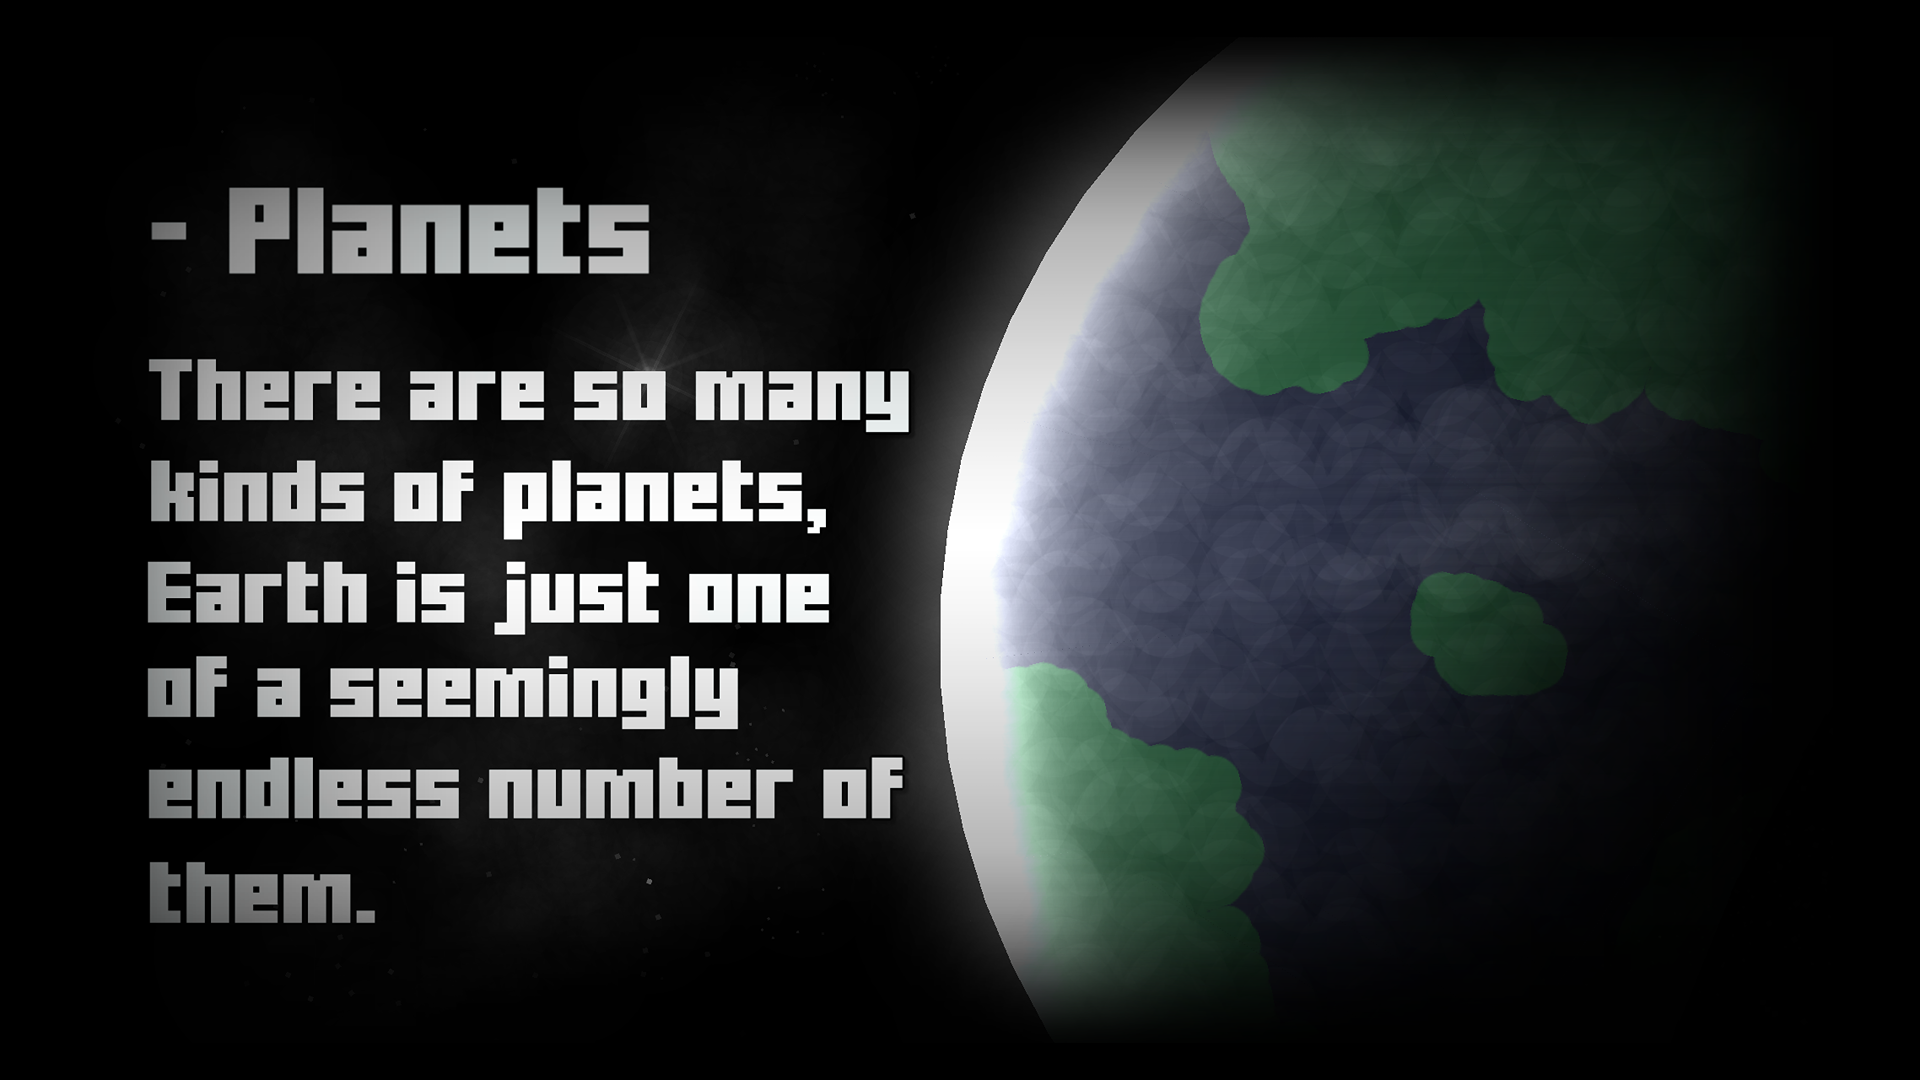 - Planets
There are so many
kinds of planets,
Earth is just one
of a seemingly
endless number of
them.